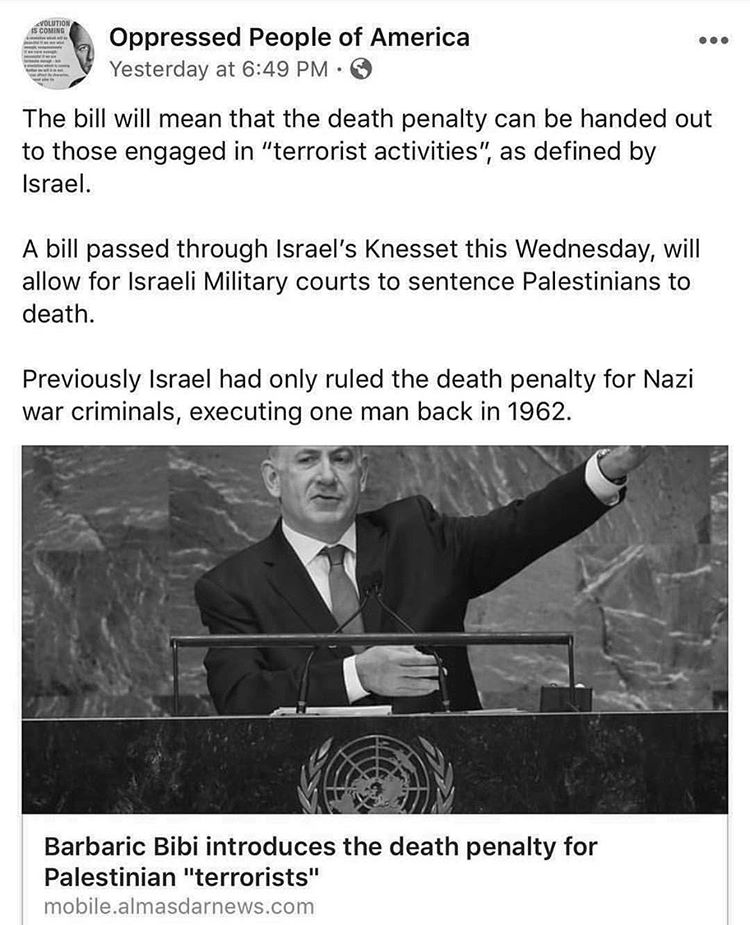 VOLUTION
IS COMING
Oppressed People of America
Yesterday at 6:49 PM ·
The bill will mean that the death penalty can be handed out
to those engaged in "terrorist activities", as defined by
Israel.
A bill passed through Israel's Knesset this Wednesday, will
allow for Israeli Military courts to sentence Palestinians to
death.
Previously Israel had only ruled the death penalty for Nazi
war criminals, executing one man back in 1962.
Barbaric Bibi introduces the death penalty for
Palestinian "terrorists"
mobile.almasdarnews.com